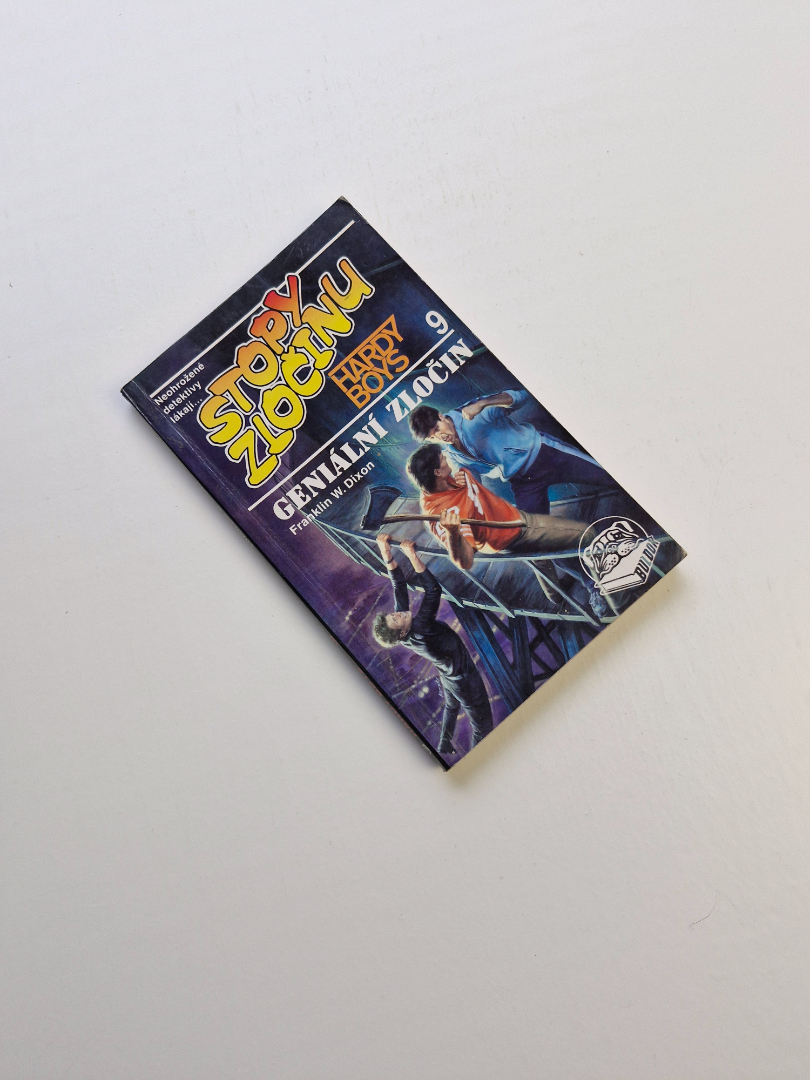 Neohrožené
detektivy
lákají...
STOPY
ZLOČINU
HARDY
BOYS
9
GENIÁLNÍ ZLOČIN
Franklin W. Dixon